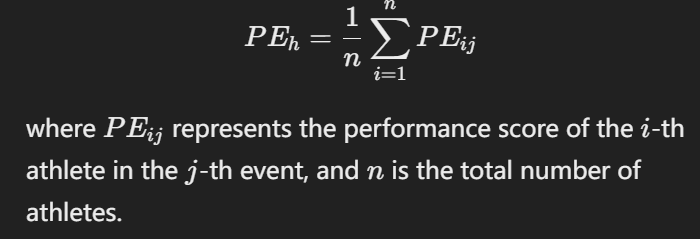 PE_h = \frac{1}{n} \sum_{i=1}^{n} PE_{ij}
where PE_{ij} represents the performance score of the i-th
athlete in the j-th event, and n is the total number of
athletes.